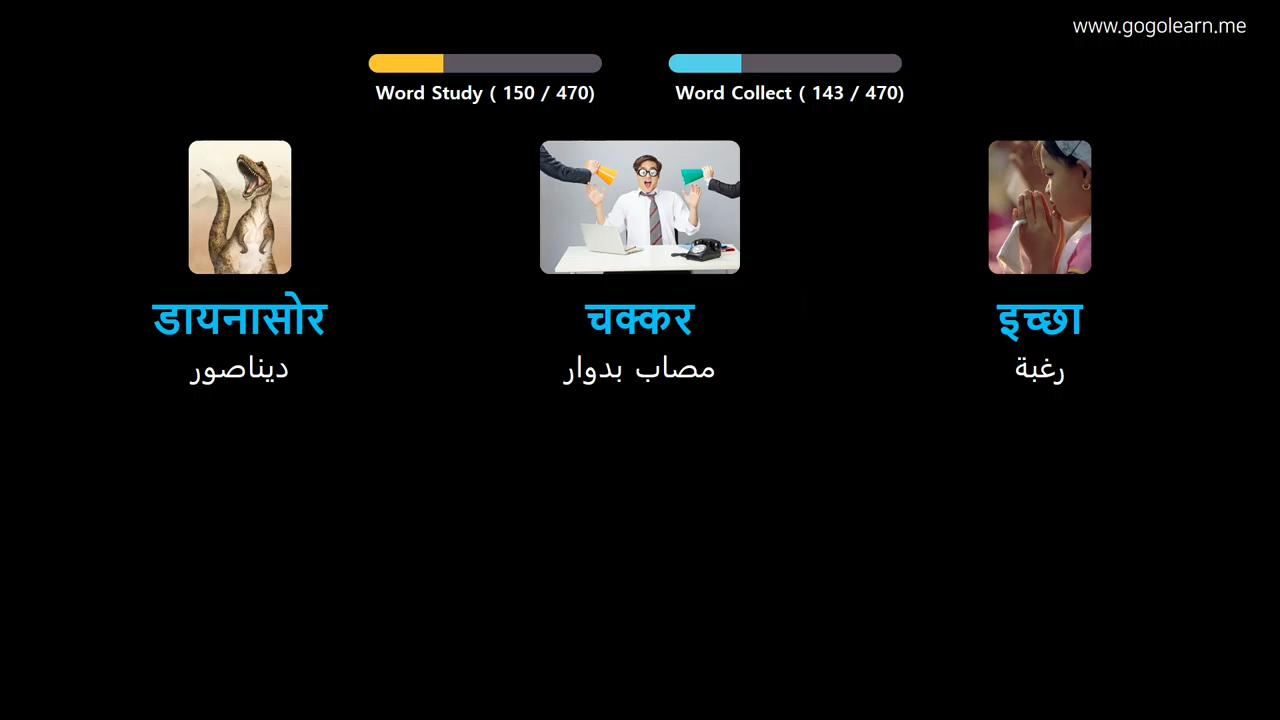 www.gogolearn.me
Word Study ( 150 / 470)
Word Collect ( 143 / 470)
डायनासोर
ديناصور
चक्कर
مصاب بدوار
इच्छा
رغبة